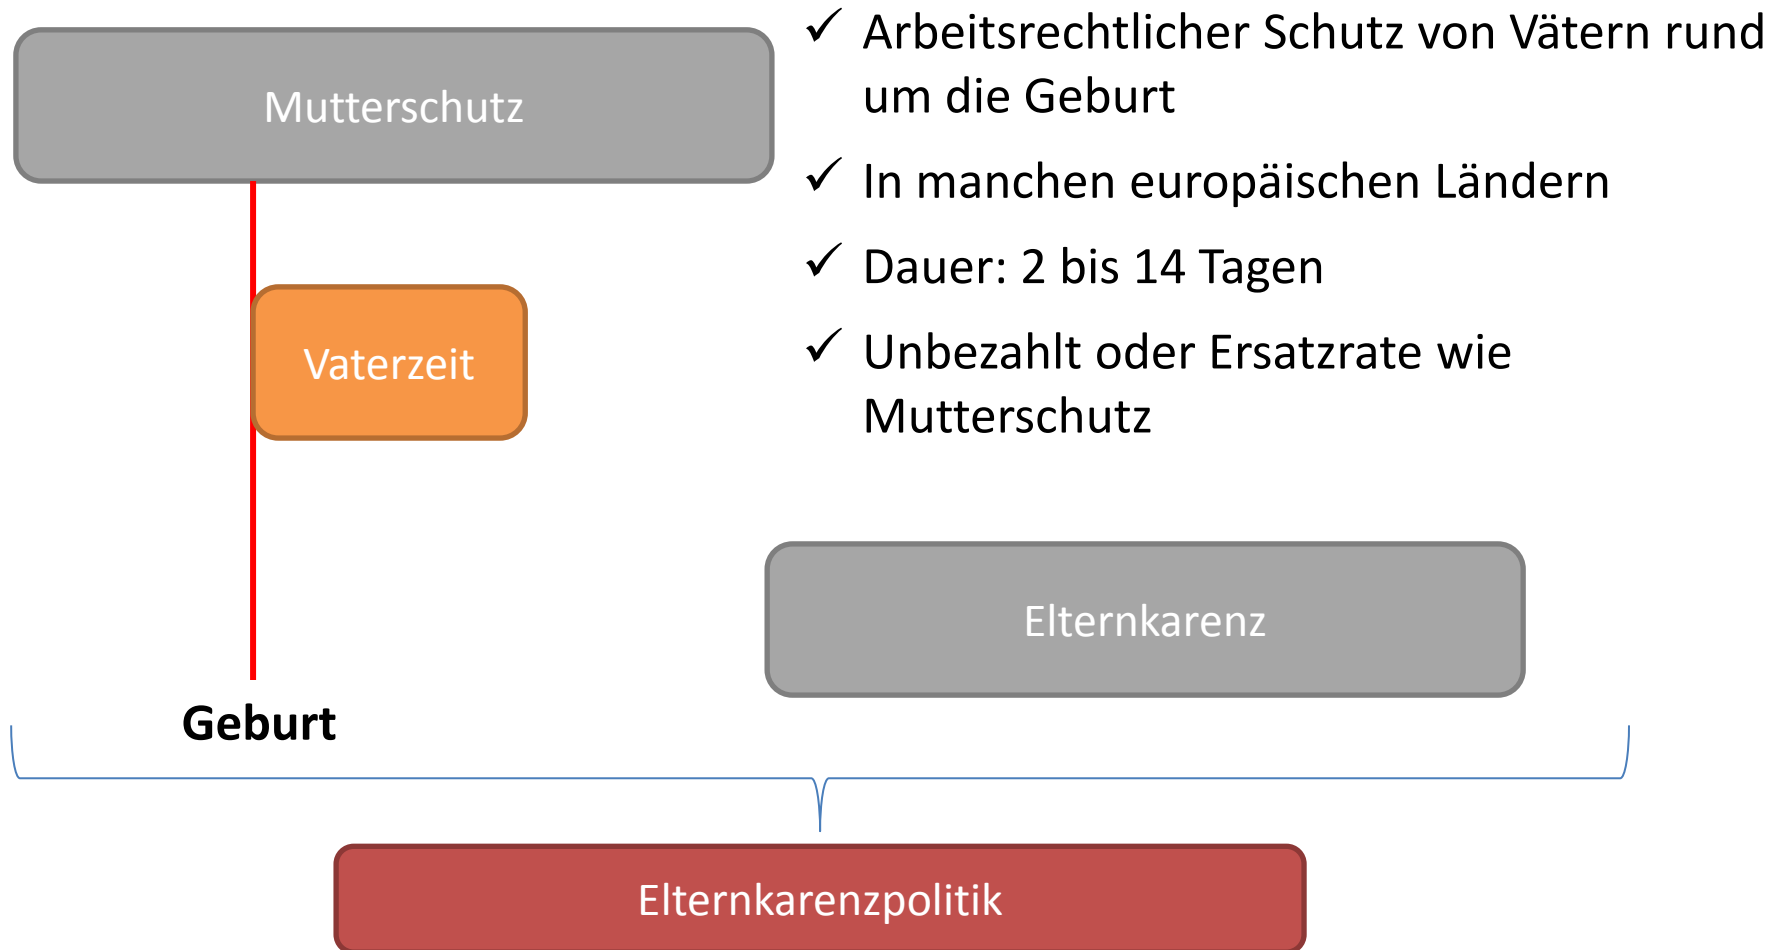 Mutterschutz
Arbeitsrechtlicher Schutz von Vätern rund
um die Geburt
In manchen europäischen Ländern
Dauer: 2 bis 14 Tagen
Unbezahlt oder Ersatzrate wie
Mutterschutz
Vaterzeit
Elternkarenz
Geburt
Elternkarenzpolitik